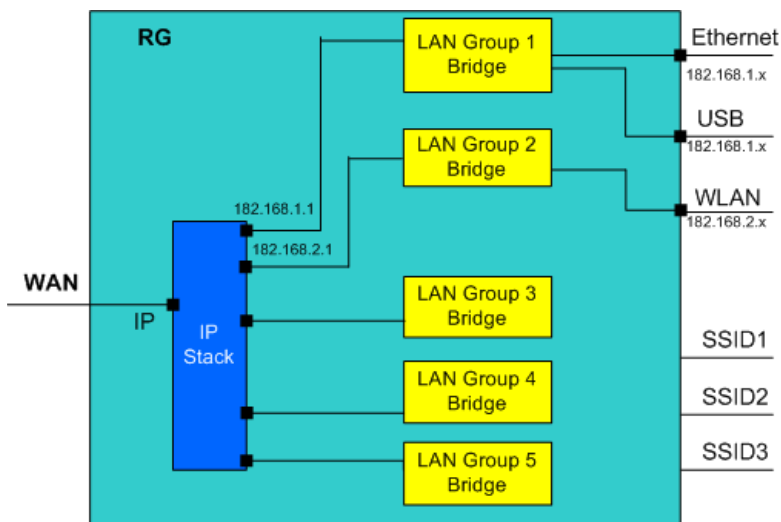 RG
LAN Group 1
Bridge
Ethernet
182.168.1.x
USB
182.168.1.x
LAN Group 2
Bridge
WLAN
182.168.2.x
182.168.1.1
182.168.2.1
WAN
IP
IP
Stack
LAN Group 3
Bridge
SSID1
LAN Group 4
Bridge
SSID2
LAN Group 5
Bridge
SSID3